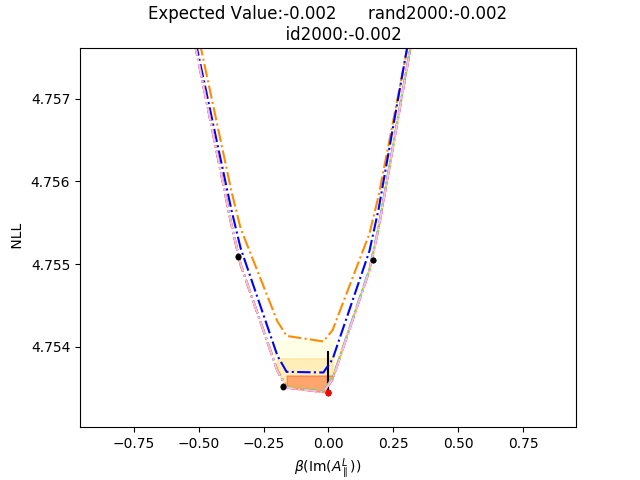 Expected Value:-0.002 rand2000:-0.002
id2000:-0.002
4.757
4.756
4.755
4.754
NLL
−0.75 −0.50 −0.25 0.00 0.25 0.50 0.75
β(Im(A_∥^L))